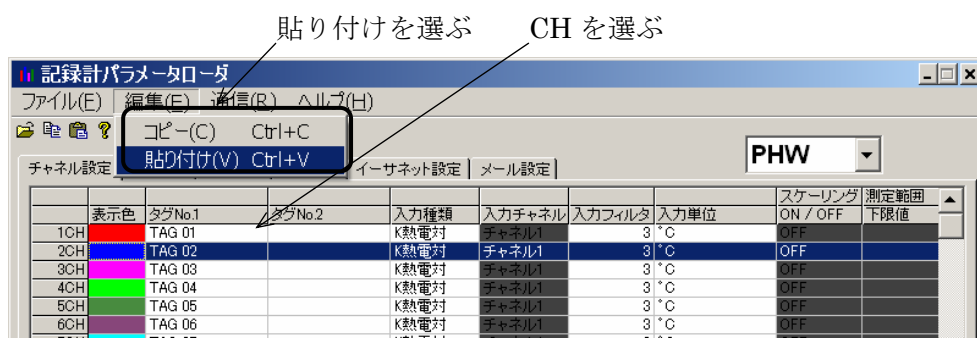 貼り付けを選ぶ CH を選ぶ
記録計パラメータローダ
ファイル(F) 編集(E) 通信(R) ヘルプ(H)
コピー(C) Ctrl+C
貼り付け(V) Ctrl+V
PHW
チャネル設定 イーサネット設定 メール設定
スケーリング 測定範囲
表示色 タグNo.1 タグNo.2 入力種類 入力チャネル 入力フィルタ 入力単位 ON / OFF 下限値
1CH TAG 01 K熱電対 チャネル1 3 °C OFF
2CH TAG 02 K熱電対 チャネル1 3 °C OFF
3CH TAG 03 K熱電対 チャネル1 3 °C OFF
4CH TAG 04 K熱電対 チャネル1 3 °C OFF
5CH TAG 05 K熱電対 チャネル1 3 °C OFF
6CH TAG 06 K熱電対 チャネル1 3 °C OFF